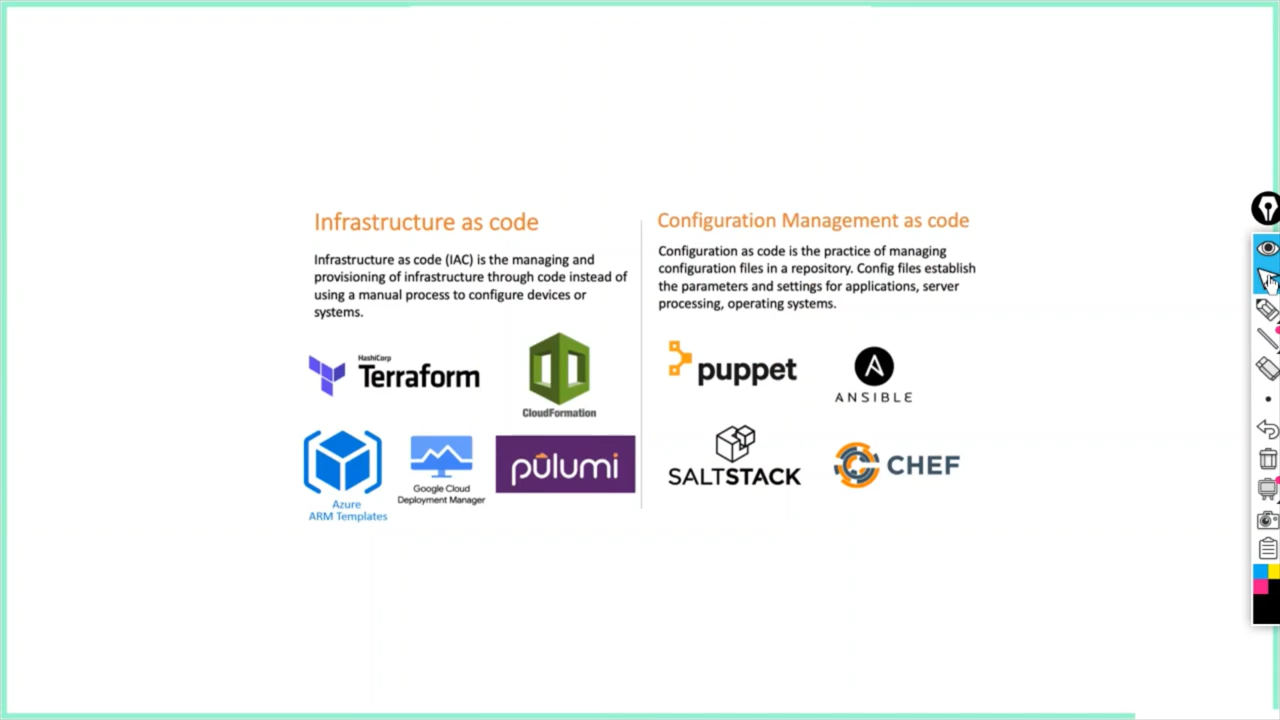 Infrastructure as code
Infrastructure as code (IAC) is the managing and
provisioning of infrastructure through code instead of
using a manual process to configure devices or
systems.
HashiCorp
Terraform
CloudFormation
Azure
ARM Templates
Google Cloud
Deployment Manager
pulumi
Configuration Management as code
Configuration as code is the practice of managing
configuration files in a repository. Config files establish
the parameters and settings for applications, server
processing, operating systems.
puppet
ANSIBLE
SALTSTACK
CHEF